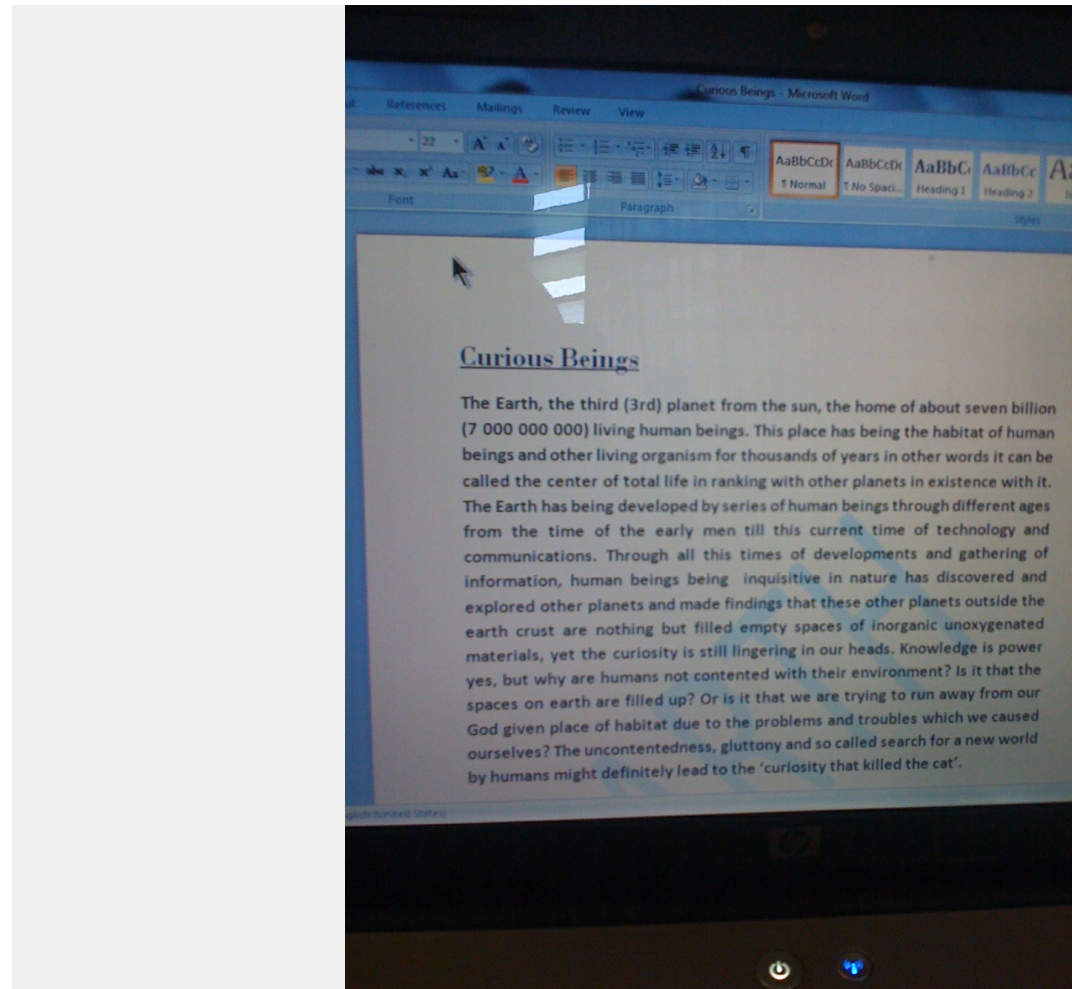 Curious Beings - Microsoft Word
References Mailings Review View
22 A A
abc x, x² Aa A
AaBbCcDc AaBbCcDc AaBbC AaBbCc Aa
¶ Normal ¶ No Spaci... Heading 1 Heading 2
Font Paragraph Styles
Curious Beings
The Earth, the third (3rd) planet from the sun, the home of about seven billion
(7 000 000 000) living human beings. This place has being the habitat of human
beings and other living organism for thousands of years in other words it can be
called the center of total life in ranking with other planets in existence with it.
The Earth has being developed by series of human beings through different ages
from the time of the early men till this current time of technology and
communications. Through all this times of developments and gathering of
information, human beings being inquisitive in nature has discovered and
explored other planets and made findings that these other planets outside the
earth crust are nothing but filled empty spaces of inorganic unoxygenated
materials, yet the curiosity is still lingering in our heads. Knowledge is power
yes, but why are humans not contented with their environment? Is it that the
spaces on earth are filled up? Or is it that we are trying to run away from our
God given place of habitat due to the problems and troubles which we caused
ourselves? The uncontentedness, gluttony and so called search for a new world
by humans might definitely lead to the ‘curiosity that killed the cat’.
(United States)
hp